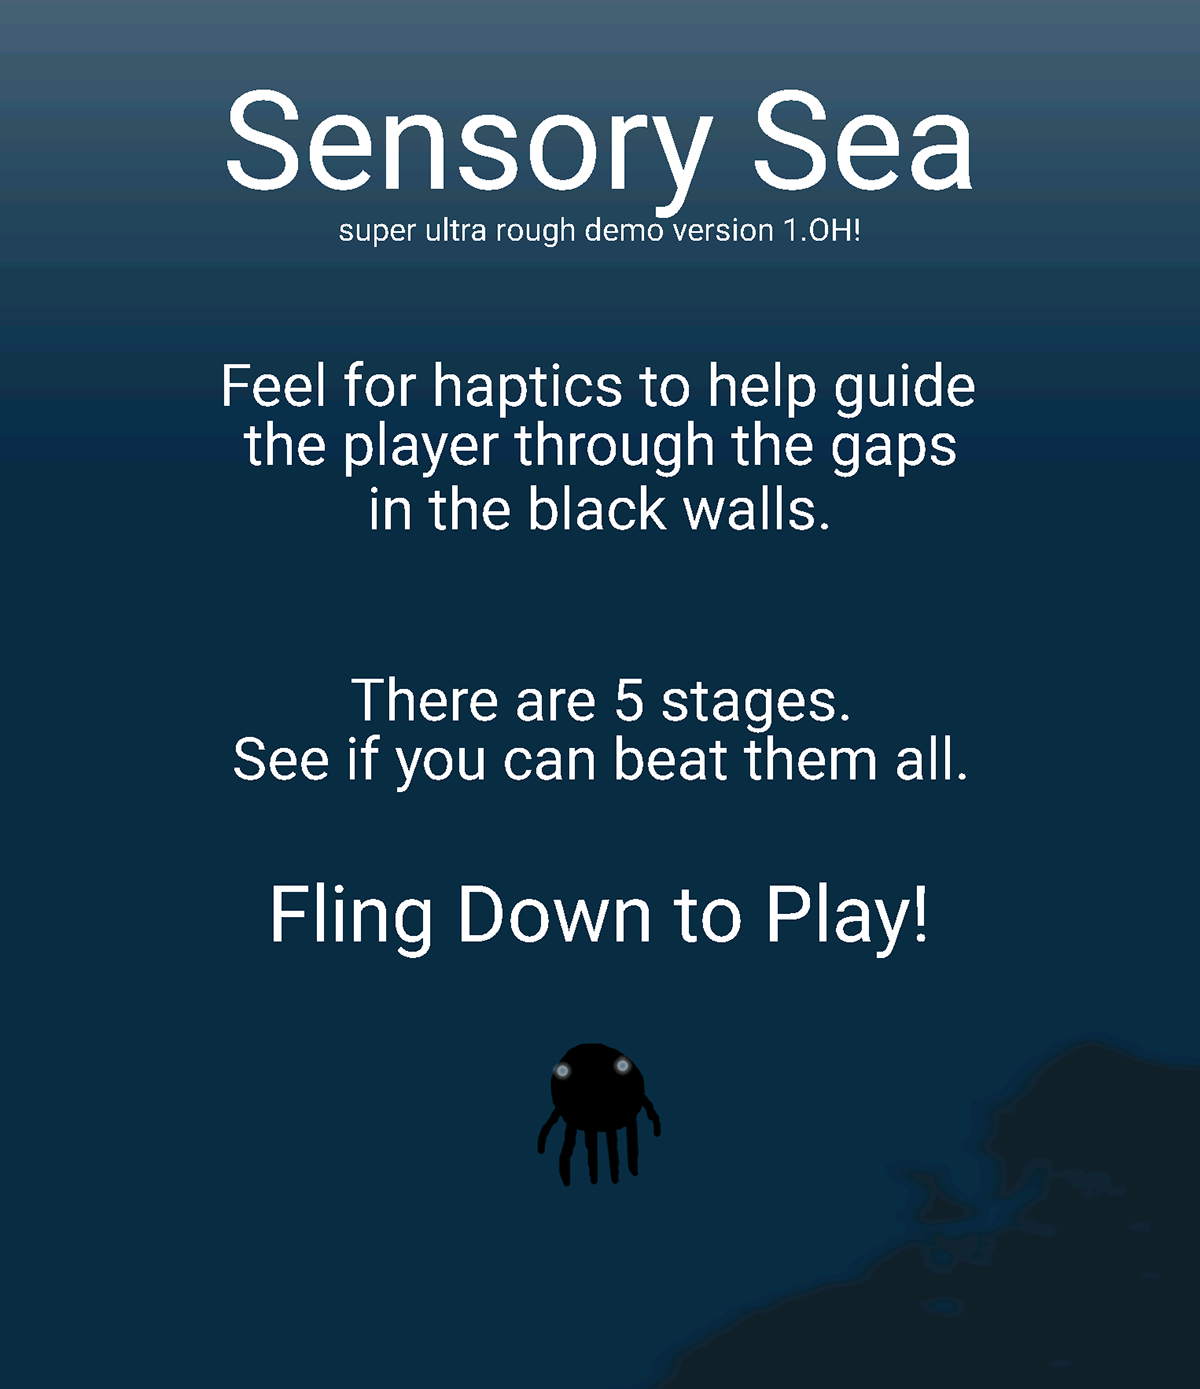 Sensory Sea
super ultra rough demo version 1.OH!
Feel for haptics to help guide
the player through the gaps
in the black walls.
There are 5 stages.
See if you can beat them all.
Fling Down to Play!